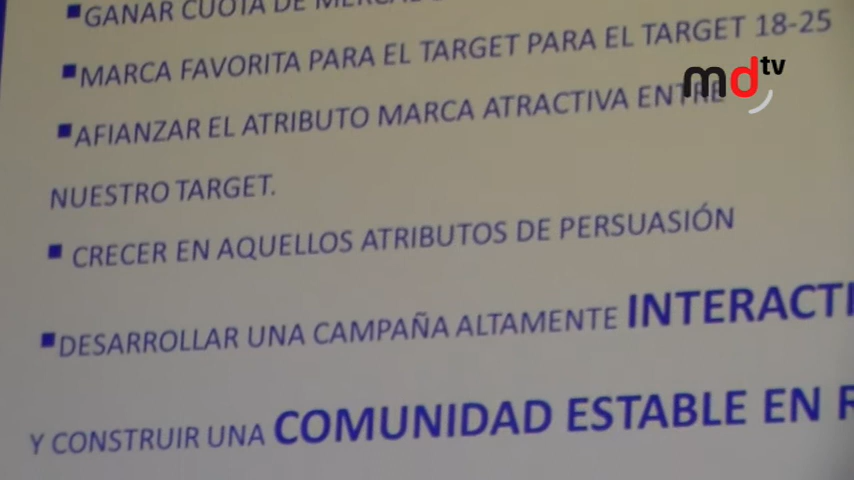 ▪GANAR CUOTA DE
▪MARCA FAVORITA PARA EL TARGET PARA EL TARGET 18-25
mdtv
▪AFIANZAR EL ATRIBUTO MARCA ATRACTIVA ENTRE
NUESTRO TARGET.
▪ CRECER EN AQUELLOS ATRIBUTOS DE PERSUASIÓN
▪DESARROLLAR UNA CAMPAÑA ALTAMENTE INTERACTI
Y CONSTRUIR UNA COMUNIDAD ESTABLE EN R